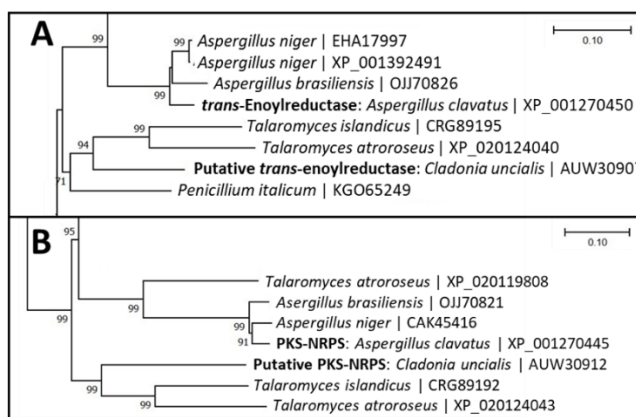 A
99
99
Aspergillus niger | EHA17997
0.10
Aspergillus niger | XP_001392491
Aspergillus brasiliensis | OJJ70826
99
trans-Enoylreductase: Aspergillus clavatus | XP_001270450
99
Talaromyces islandicus | CRG89195
94
Talaromyces atroroseus | XP_020124040
Putative trans-enoylreductase: Cladonia uncialis | AUW30907
71
Penicillium italicum | KGO65249
B
95
0.10
Talaromyces atroroseus | XP_020119808
99
Asergillus brasiliensis | OJJ70821
99
Aspergillus niger | CAK45416
99
91
PKS-NRPS: Aspergillus clavatus | XP_001270445
Putative PKS-NRPS: Cladonia uncialis | AUW30912
Talaromyces islandicus | CRG89192
99
Talaromyces atroroseus | XP_020124043